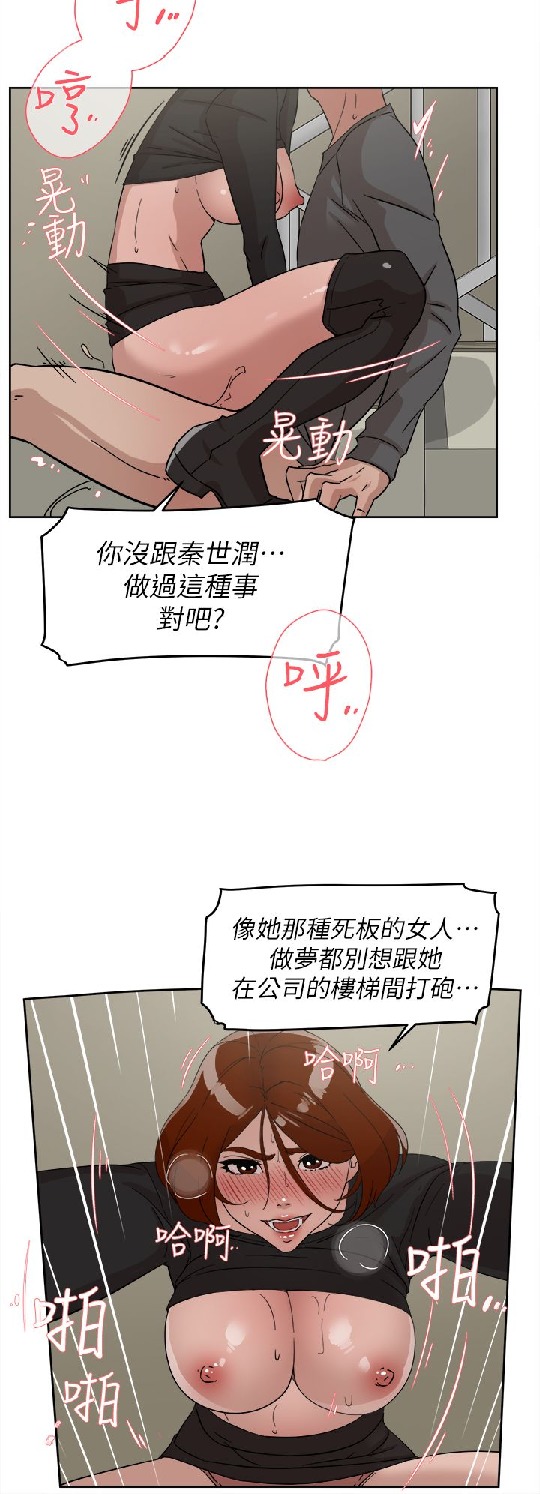 哼..
晃動
晃動
你沒跟秦世潤…
做過這種事
對吧?
呼..
像她那種死板的女人…
做夢都別想跟她
在公司的樓梯間打砲…
哈啊...
哈啊..
啪...
啪
啪